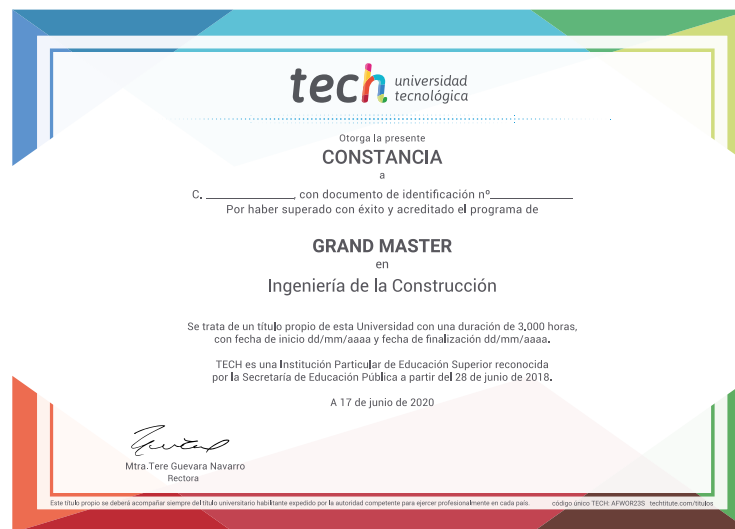 tech universidad
tecnológica
Otorga la presente
CONSTANCIA
a
C. ______________, con documento de identificación nº_____________
Por haber superado con éxito y acreditado el programa de
GRAND MASTER
en
Ingeniería de la Construcción
Se trata de un título propio de esta Universidad con una duración de 3.000 horas,
con fecha de inicio dd/mm/aaaa y fecha de finalización dd/mm/aaaa.
TECH es una Institución Particular de Educación Superior reconocida
por la Secretaría de Educación Pública a partir del 28 de junio de 2018.
A 17 de junio de 2020
Mtra.Tere Guevara Navarro
Rectora
Este título propio se deberá acompañar siempre del título universitario habilitante expedido por la autoridad competente para ejercer profesionalmente en cada país. código único TECH: AFWOR23S techtitute.com/titulos